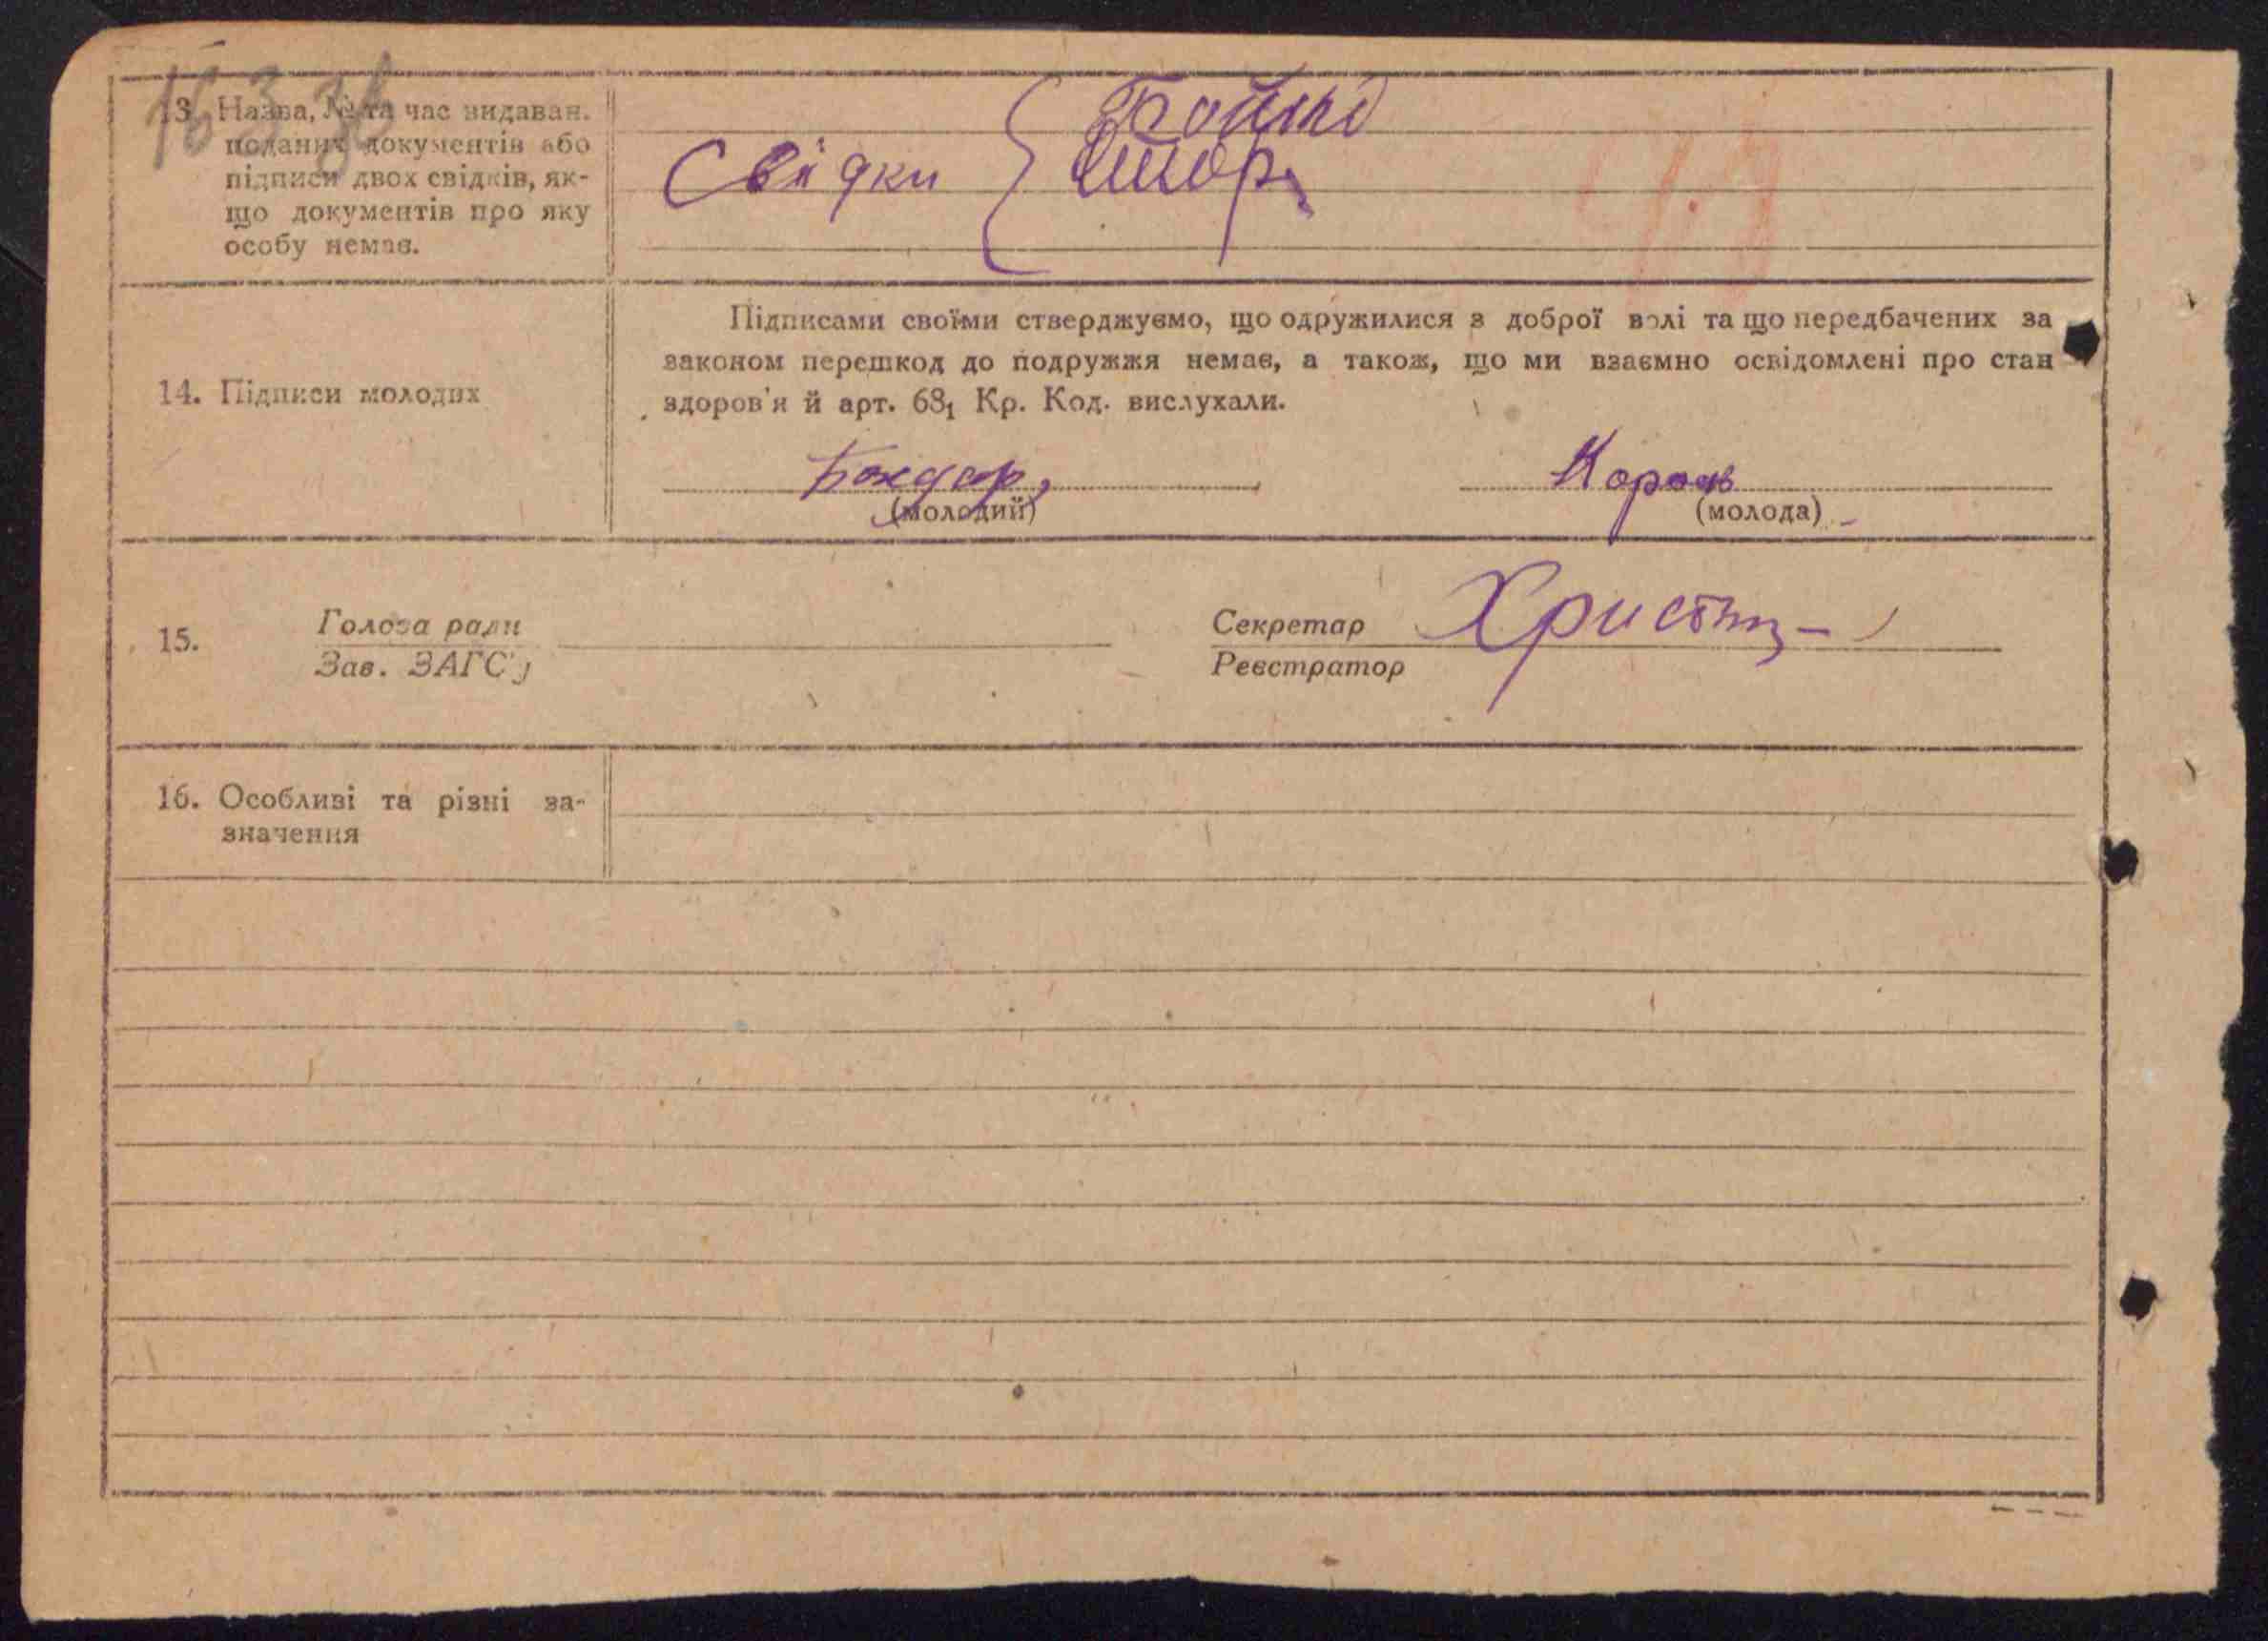 13. Назва, № та час видаван.
поданих документів або
підписи двох свідків, як-
що документів про яку
особу немає.
Свідки
Бойко
14. Підписи молодих
Підписами своїми стверджуємо, що одружилися з доброї волі та що передбачених за
законом перешкод до подружжя немає, а також, що ми взаємно освідомлені про стан
здоров'я й арт. 68₁ Кр. Код. вислухали.
Бондар
Король
(молодий)
(молода)
15.
Голова ради
Зав. ЗАГС'у
Секретар
Реєстратор
16. Особливі та різні за-
значення